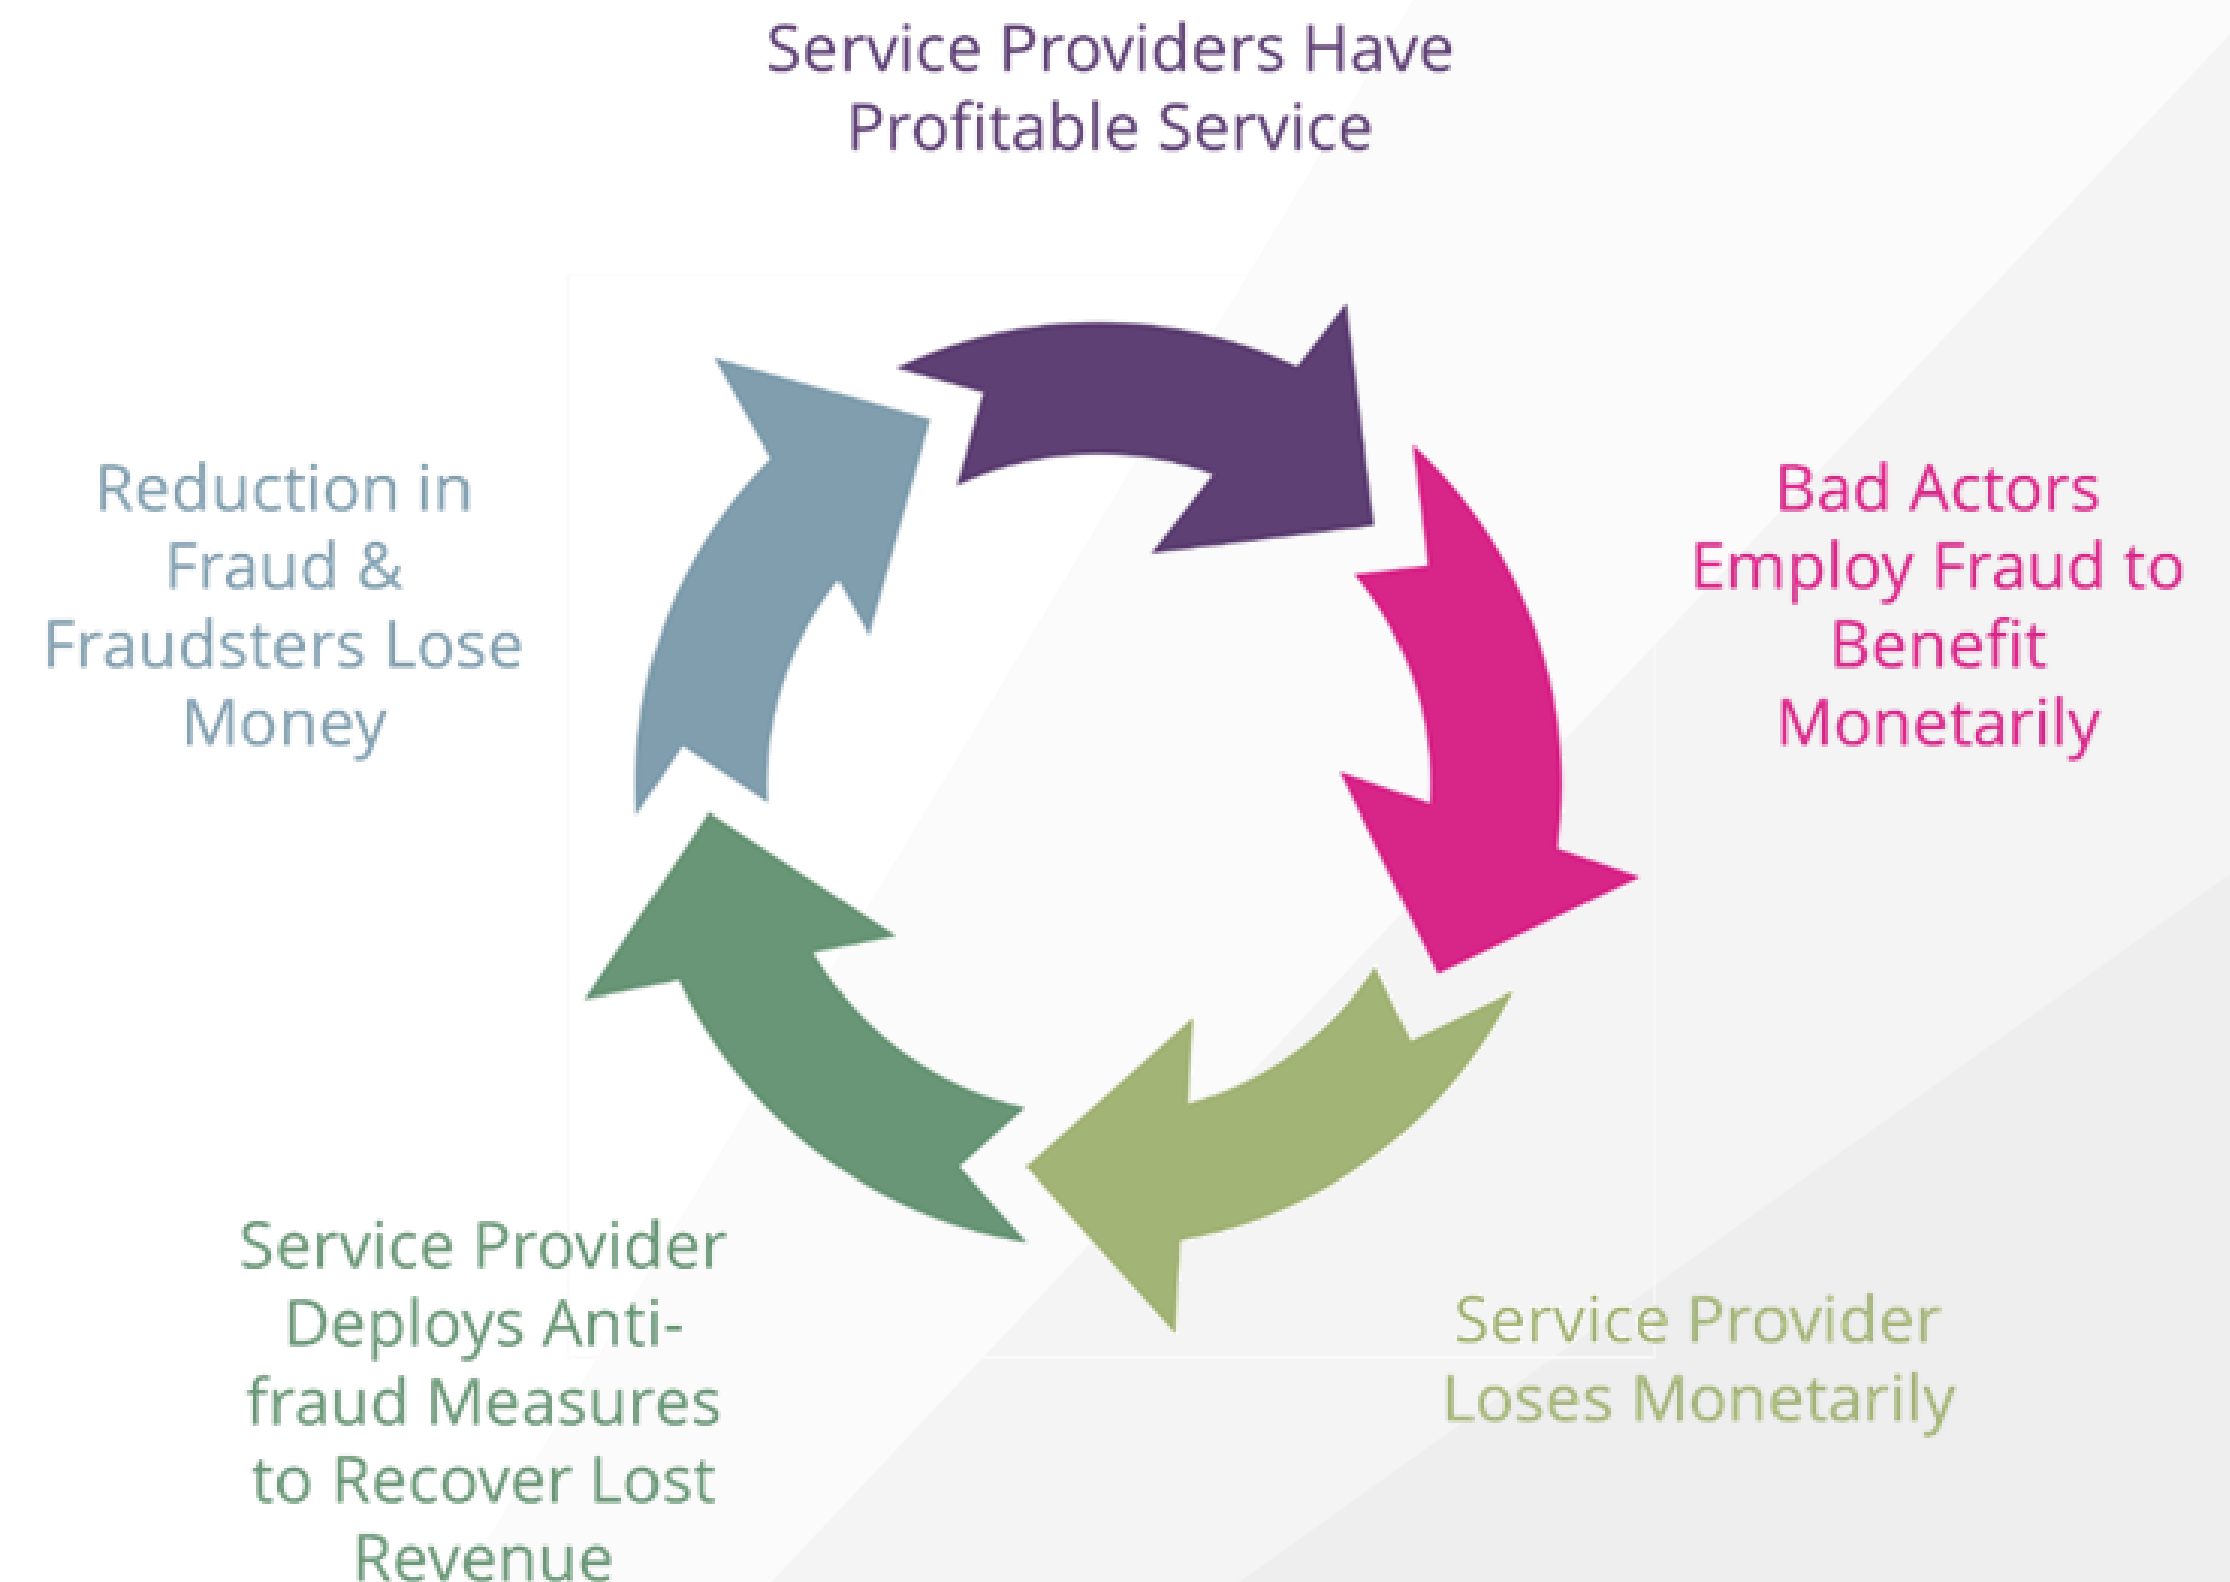 Service Providers Have
Profitable Service
Bad Actors
Employ Fraud to
Benefit
Monetarily
Service Provider
Loses Monetarily
Service Provider
Deploys Anti-
fraud Measures
to Recover Lost
Revenue
Reduction in
Fraud &
Fraudsters Lose
Money